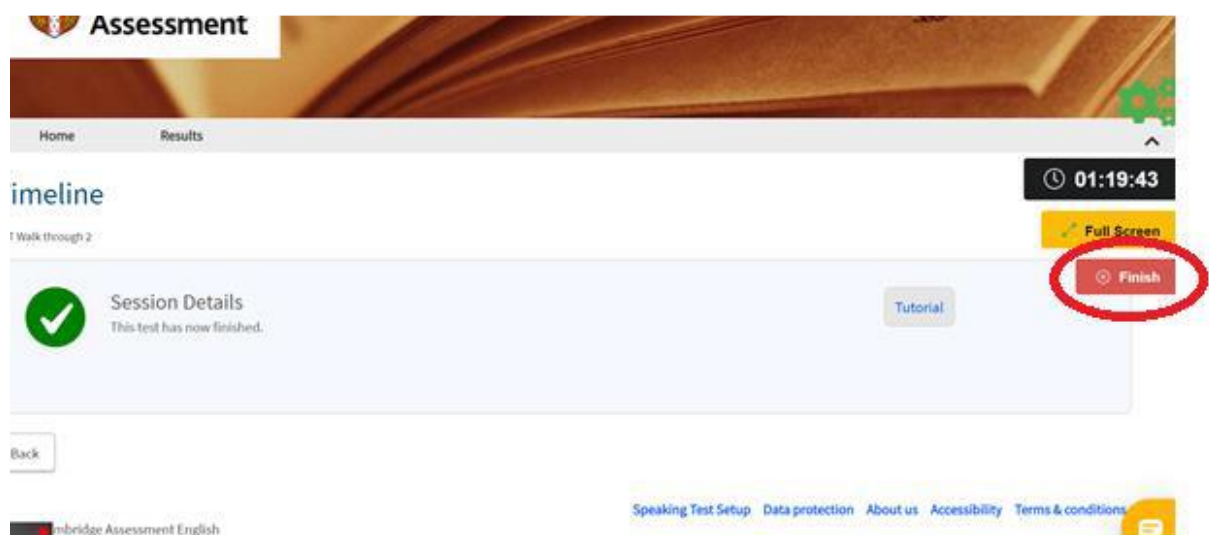 Assessment
Home Results
01:19:43
imeline
Full Screen
Walk through 2
Finish
Session Details
This test has now finished.
Tutorial
Back
Speaking Test Setup Data protection About us Accessibility Terms & conditions
mbridge Assessment English